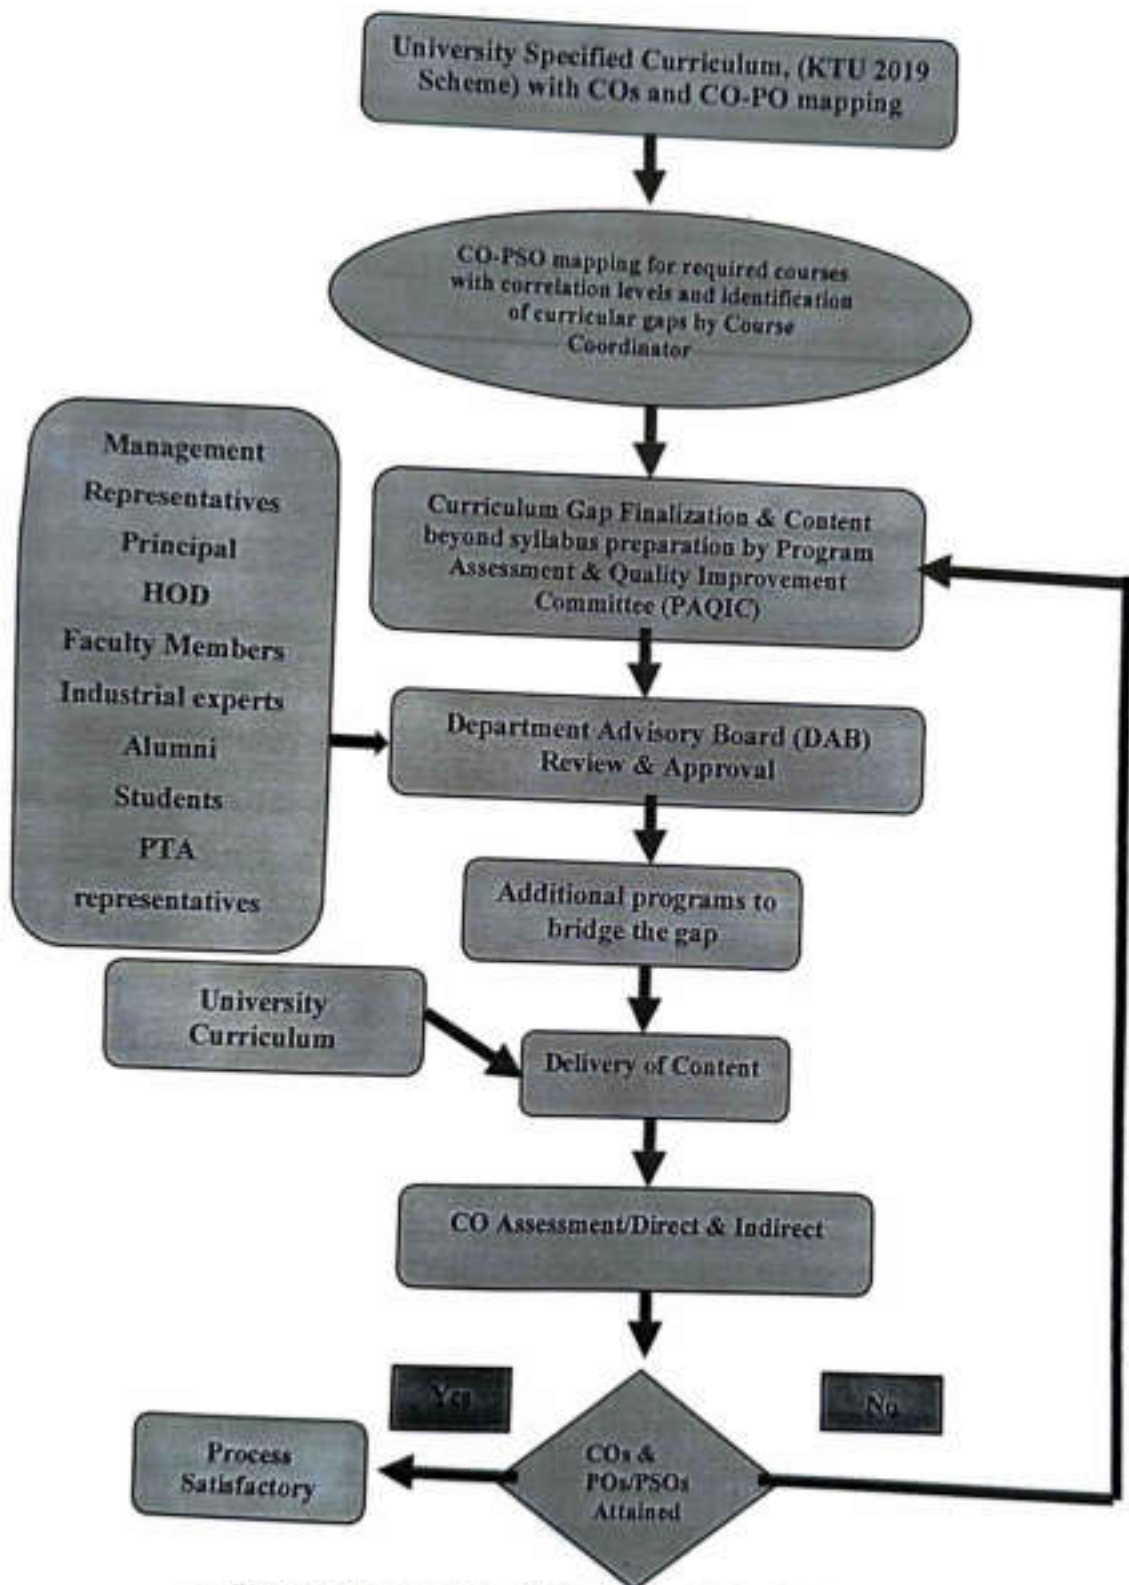 University Specified Curriculum, (KTU 2019
Scheme) with COs and CO-PO mapping
CO-PSO mapping for required courses
with correlation levels and identification
of curricular gaps by Course
Coordinator
Management
Representatives
Principal
HOD
Faculty Members
Industrial experts
Alumni
Students
PTA
representatives
Curriculum Gap Finalization & Content
beyond syllabus preparation by Program
Assessment & Quality Improvement
Committee (PAQIC)
Department Advisory Board (DAB)
Review & Approval
Additional programs to
bridge the gap
University
Curriculum
Delivery of Content
CO Assessment/Direct & Indirect
Yes
No
Process
Satisfactory
COs &
POs/PSOs
Attained